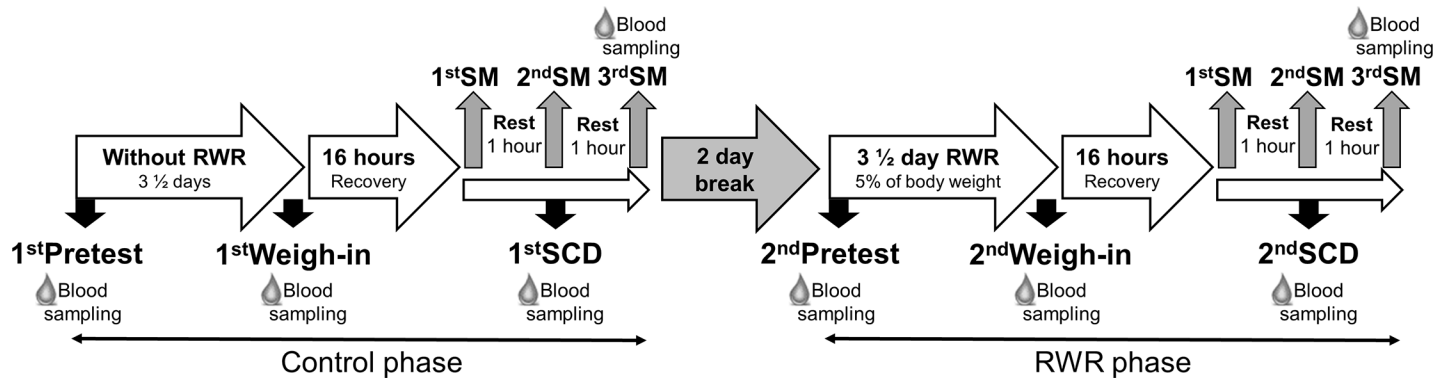 Blood
sampling
Blood
sampling
1stSM 2ndSM 3rdSM
1stSM 2ndSM 3rdSM
Rest
1 hour
Rest
1 hour
Rest
1 hour
Rest
1 hour
Without RWR
3 ½ days
16 hours
Recovery
2 day
break
3 ½ day RWR
5% of body weight
16 hours
Recovery
1stPretest
1stWeigh-in
1stSCD
2ndPretest
2ndWeigh-in
2ndSCD
Blood
sampling
Blood
sampling
Blood
sampling
Blood
sampling
Blood
sampling
Blood
sampling
Control phase
RWR phase